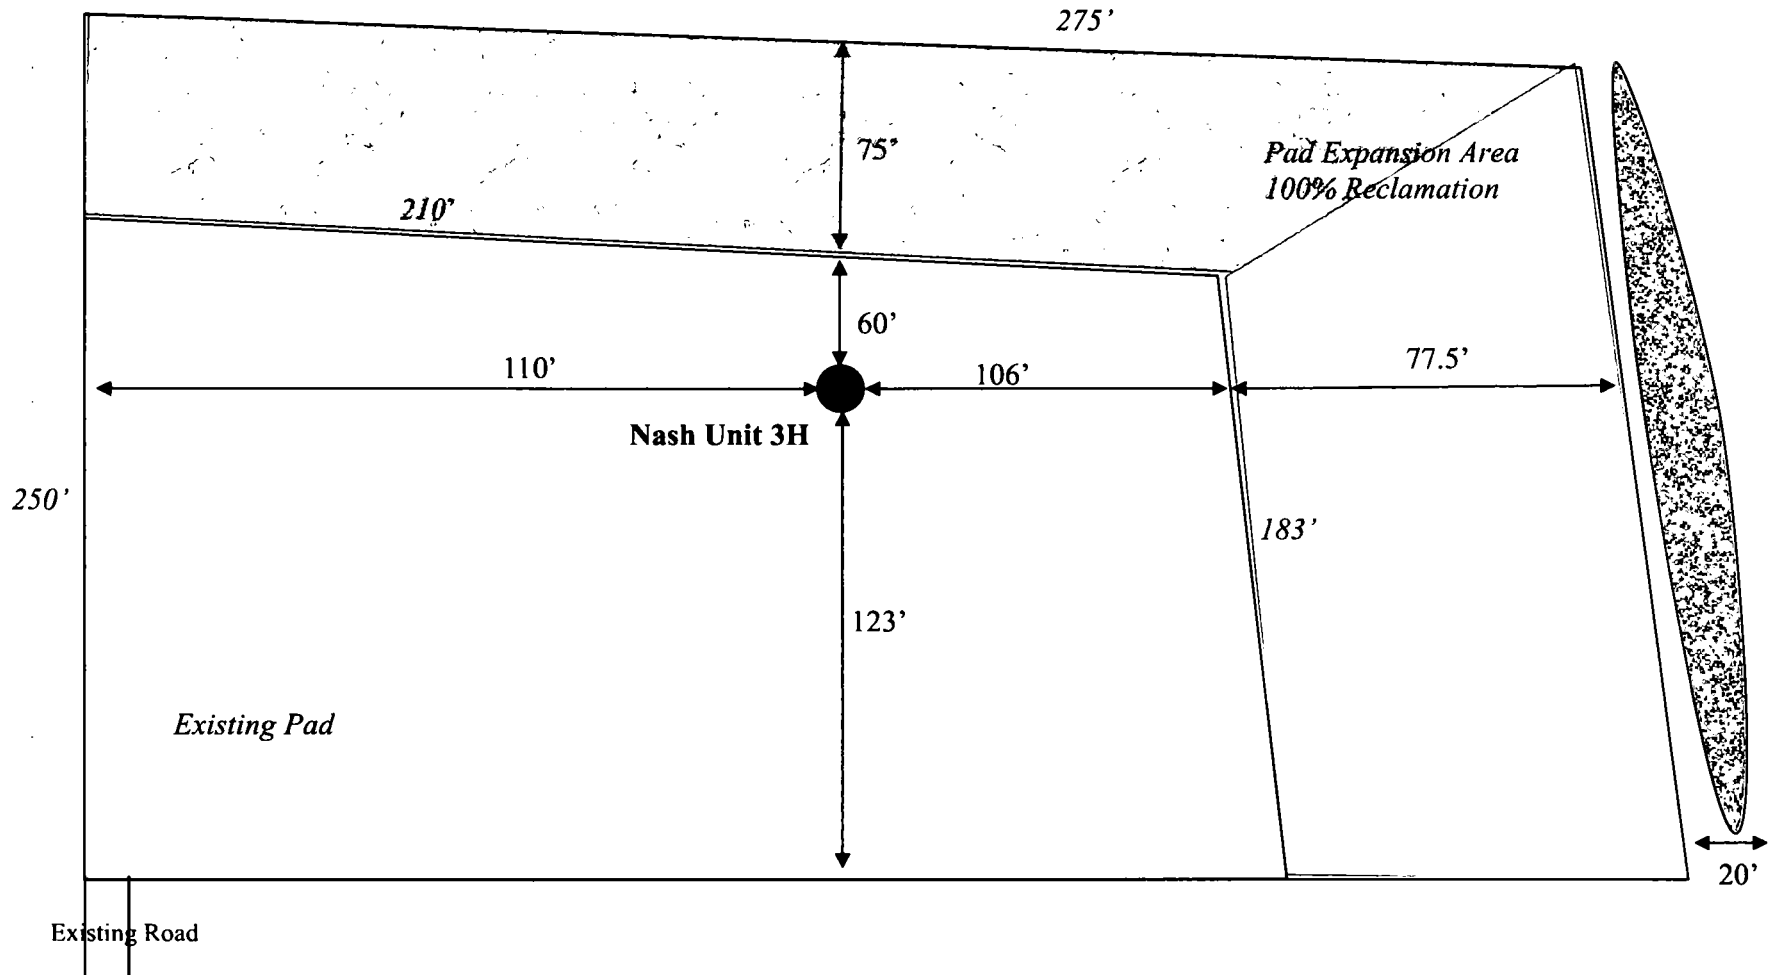 275'
75'
Pad Expansion Area
100% Reclamation
210'
60'
110'
106'
77.5'
Nash Unit 3H
250'
183'
123'
Existing Pad
20'
Existing Road